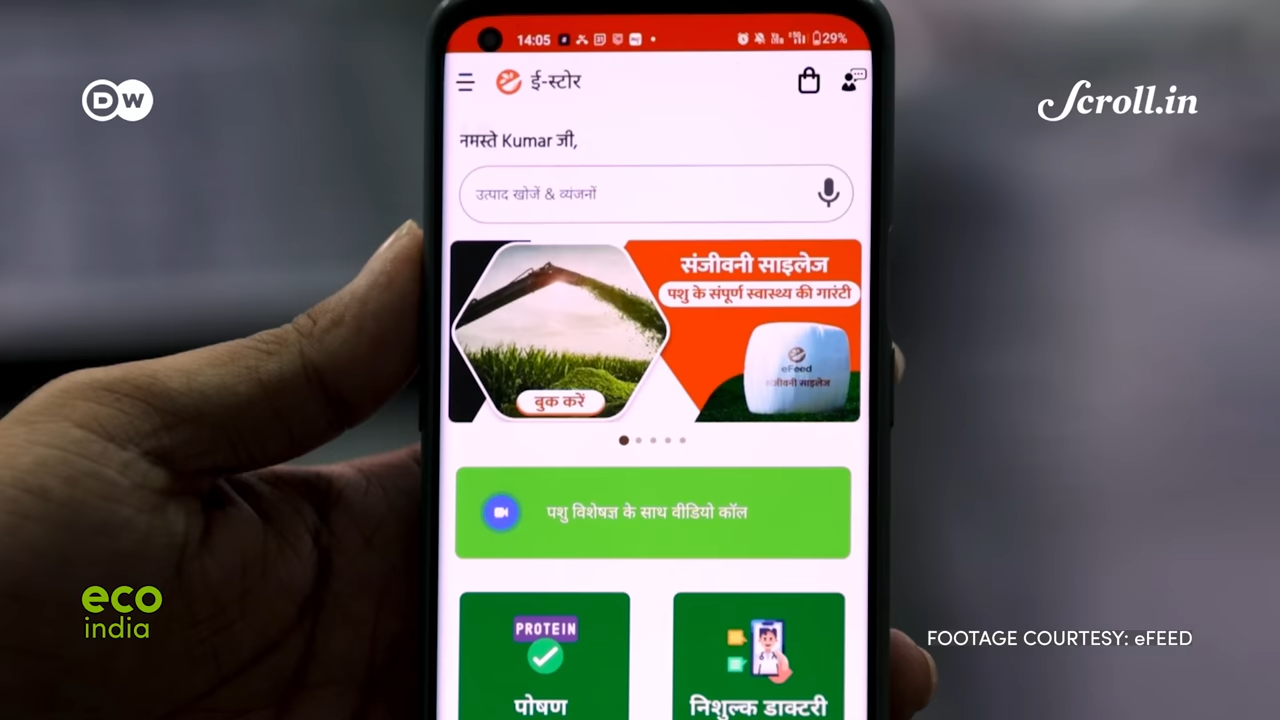 DW
Scroll.in
14:05
29%
ई-स्टोर
नमस्ते Kumar जी,
उत्पाद खोजें & व्यंजनों
संजीवनी साइलेज
पशु के संपूर्ण स्वास्थ्य की गारंटी
eFeed
संजीवनी साइलेज
बुक करें
पशु विशेषज्ञ के साथ वीडियो कॉल
PROTEIN
पोषण
निशुल्क डाक्टरी
eco
india
FOOTAGE COURTESY: eFEED